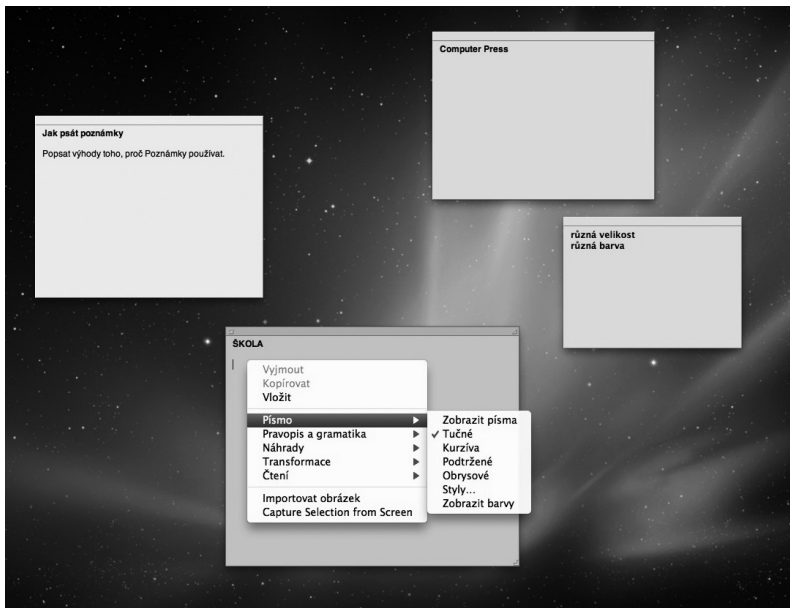 Computer Press
Jak psát poznámky
Popsat výhody toho, proč Poznámky používat.
různá velikost
různá barva
ŠKOLA
Vyjmout
Kopírovat
Vložit
Písmo
Pravopis a gramatika
Náhrady
Transformace
Čtení
Importovat obrázek
Capture Selection from Screen
Zobrazit písma
✓ Tučné
Kurzíva
Podtržené
Obrysové
Styly...
Zobrazit barvy